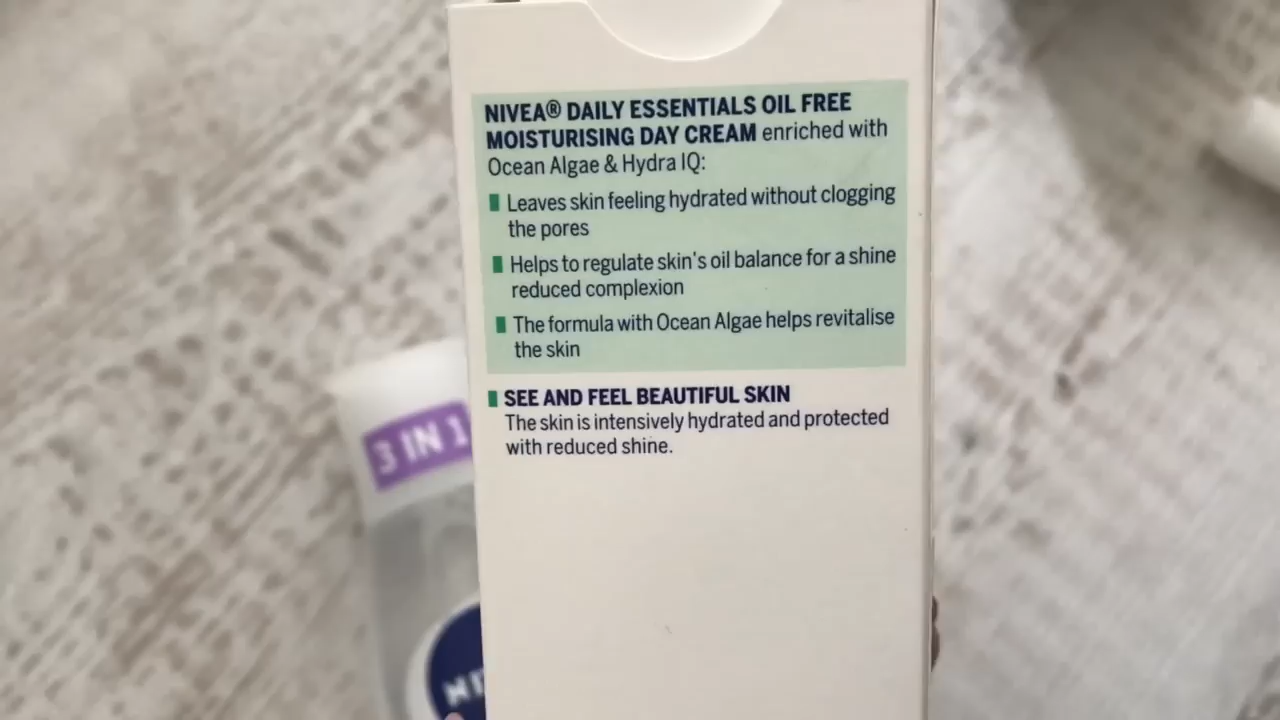 NIVEA® DAILY ESSENTIALS OIL FREE
MOISTURISING DAY CREAM enriched with
Ocean Algae & Hydra IQ:
Leaves skin feeling hydrated without clogging
the pores
Helps to regulate skin's oil balance for a shine
reduced complexion
The formula with Ocean Algae helps revitalise
the skin
SEE AND FEEL BEAUTIFUL SKIN
The skin is intensively hydrated and protected
with reduced shine.
3 IN 1